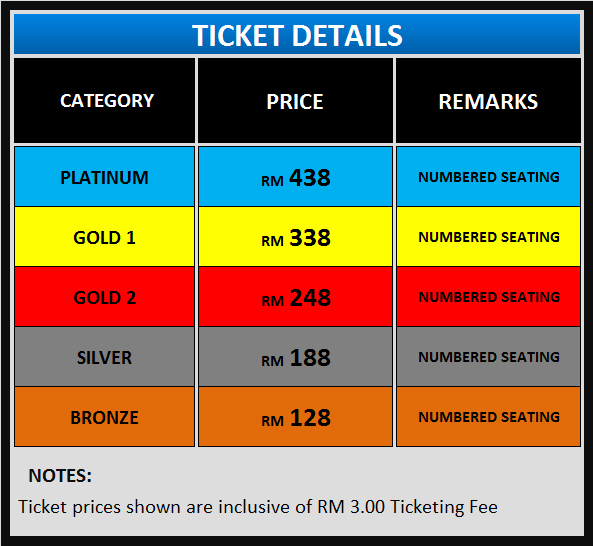 TICKET DETAILS
CATEGORY PRICE REMARKS
PLATINUM RM 438 NUMBERED SEATING
GOLD 1 RM 338 NUMBERED SEATING
GOLD 2 RM 248 NUMBERED SEATING
SILVER RM 188 NUMBERED SEATING
BRONZE RM 128 NUMBERED SEATING
NOTES:
Ticket prices shown are inclusive of RM 3.00 Ticketing Fee